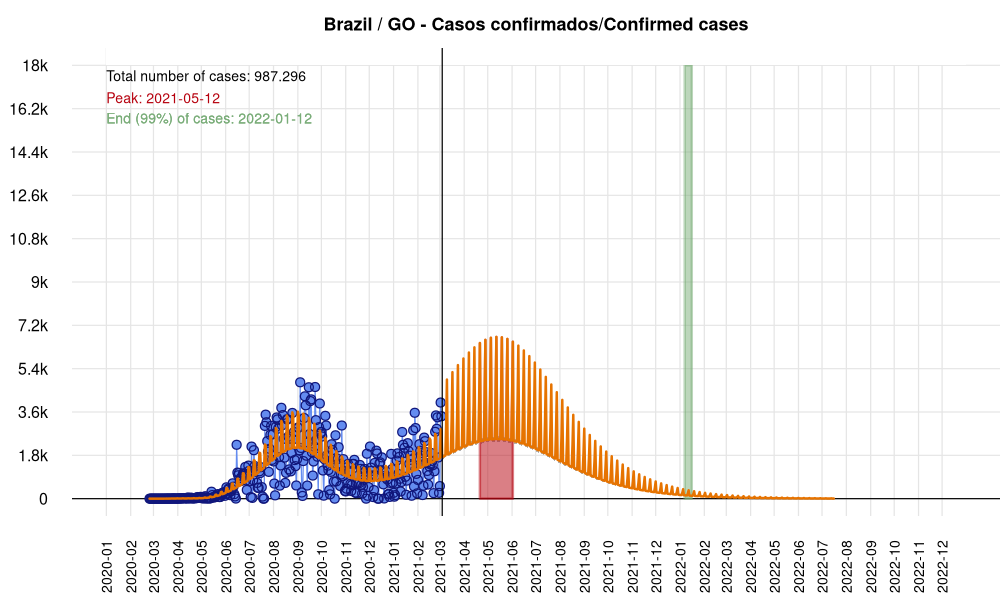 Brazil / GO - Casos confirmados/Confirmed cases
Total number of cases: 987.296
Peak: 2021-05-12
End (99%) of cases: 2022-01-12
18k
16.2k
14.4k
12.6k
10.8k
9k
7.2k
5.4k
3.6k
1.8k
0
2020-01
2020-02
2020-03
2020-04
2020-05
2020-06
2020-07
2020-08
2020-09
2020-10
2020-11
2020-12
2021-01
2021-02
2021-03
2021-04
2021-05
2021-06
2021-07
2021-08
2021-09
2021-10
2021-11
2021-12
2022-01
2022-02
2022-04
2022-05
2022-06
2022-07
2022-08
2022-09
2022-10
2022-11
2022-12